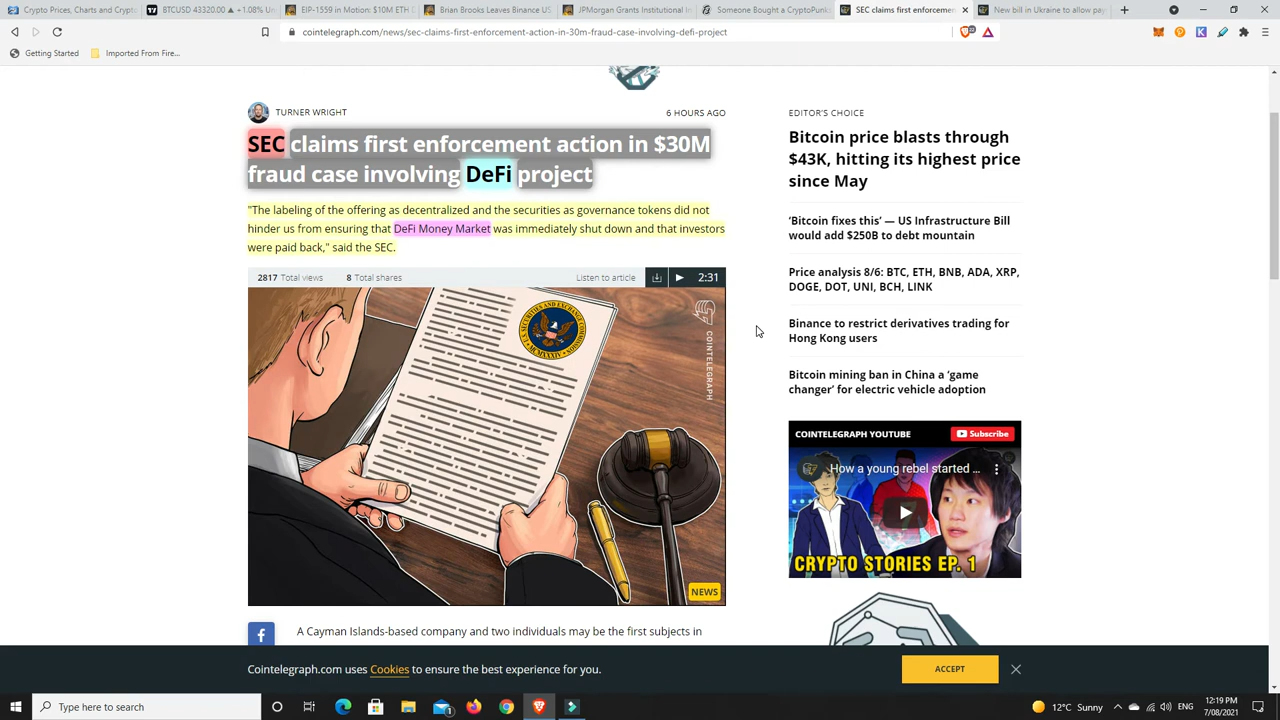 Crypto Prices, Charts and Crypto
BTCUSD 43320.00 ▲ +1.08% Un
EIP-1559 in Motion: $10M ETH D
Brian Brooks Leaves Binance US
JPMorgan Grants Institutional In
Someone Bought a CryptoPunk
SEC claims first enforcemen
New bill in Ukraine to allow pay
cointelegraph.com/news/sec-claims-first-enforcement-action-in-30m-fraud-case-involving-defi-project
Getting Started
Imported From Fire...
TURNER WRIGHT
6 HOURS AGO
SEC claims first enforcement action in $30M
fraud case involving DeFi project
"The labeling of the offering as decentralized and the securities as governance tokens did not
hinder us from ensuring that DeFi Money Market was immediately shut down and that investors
were paid back," said the SEC.
2817 Total views
8 Total shares
Listen to article
2:31
COINTELEGRAPH
NEWS
A Cayman Islands-based company and two individuals may be the first subjects in
EDITOR'S CHOICE
Bitcoin price blasts through
$43K, hitting its highest price
since May
‘Bitcoin fixes this’ — US Infrastructure Bill
would add $250B to debt mountain
Price analysis 8/6: BTC, ETH, BNB, ADA, XRP,
DOGE, DOT, UNI, BCH, LINK
Binance to restrict derivatives trading for
Hong Kong users
Bitcoin mining ban in China a ‘game
changer’ for electric vehicle adoption
COINTELEGRAPH YOUTUBE
Subscribe
How a young rebel started ...
CRYPTO STORIES EP. 1
Cointelegraph.com uses Cookies to ensure the best experience for you.
ACCEPT
Type here to search
12°C Sunny
ENG
12:19 PM
7/08/2021